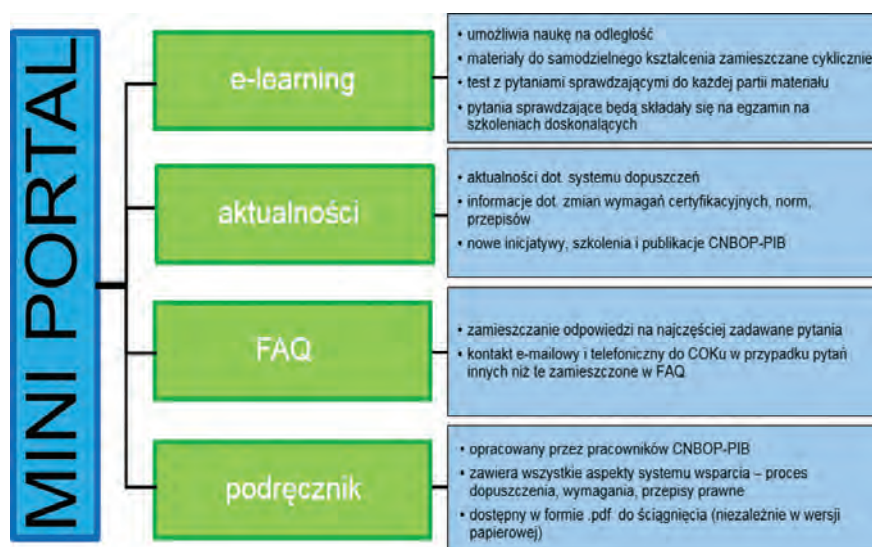 MINI PORTAL
e-learning
• umożliwia naukę na odległość
• materiały do samodzielnego kształcenia zamieszczane cyklicznie
• test z pytaniami sprawdzającymi do każdej partii materiału
• pytania sprawdzające będą składały się na egzamin na
szkoleniach doskonalących
aktualności
• aktualności dot. systemu dopuszczeń
• informacje dot. zmian wymagań certyfikacyjnych, norm,
przepisów
• nowe inicjatywy, szkolenia i publikacje CNBOP-PIB
FAQ
• zamieszczanie odpowiedzi na najczęściej zadawane pytania
• kontakt e-mailowy i telefoniczny do COKu w przypadku pytań
innych niż te zamieszczone w FAQ
podręcznik
• opracowany przez pracowników CNBOP-PIB
• zawiera wszystkie aspekty systemu wsparcia – proces
dopuszczenia, wymagania, przepisy prawne
• dostępny w formie .pdf do ściągnięcia (niezależnie w wersji
papierowej)